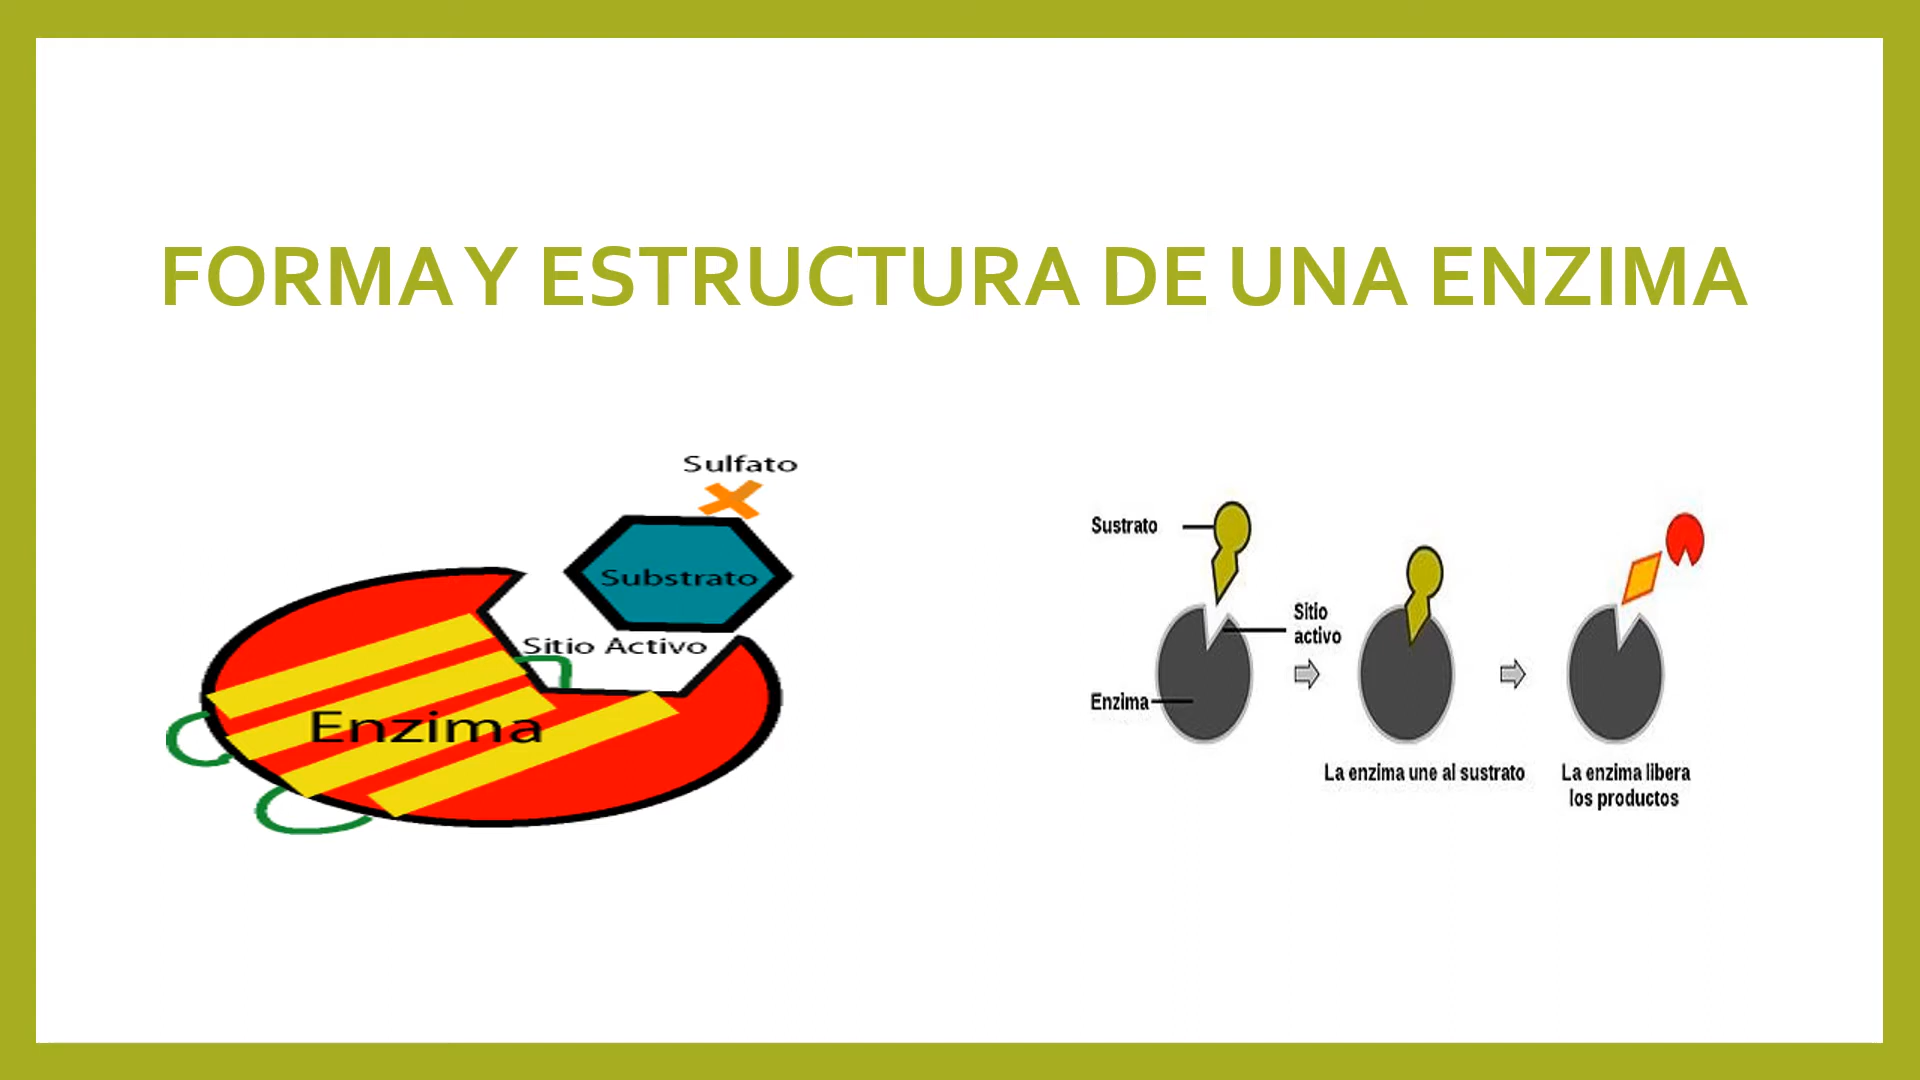 FORMA Y ESTRUCTURA DE UNA ENZIMA
Sulfato
Substrato
Sitio Activo
Enzima
Sustrato
Sitio
activo
Enzima
La enzima une al sustrato
La enzima libera
los productos